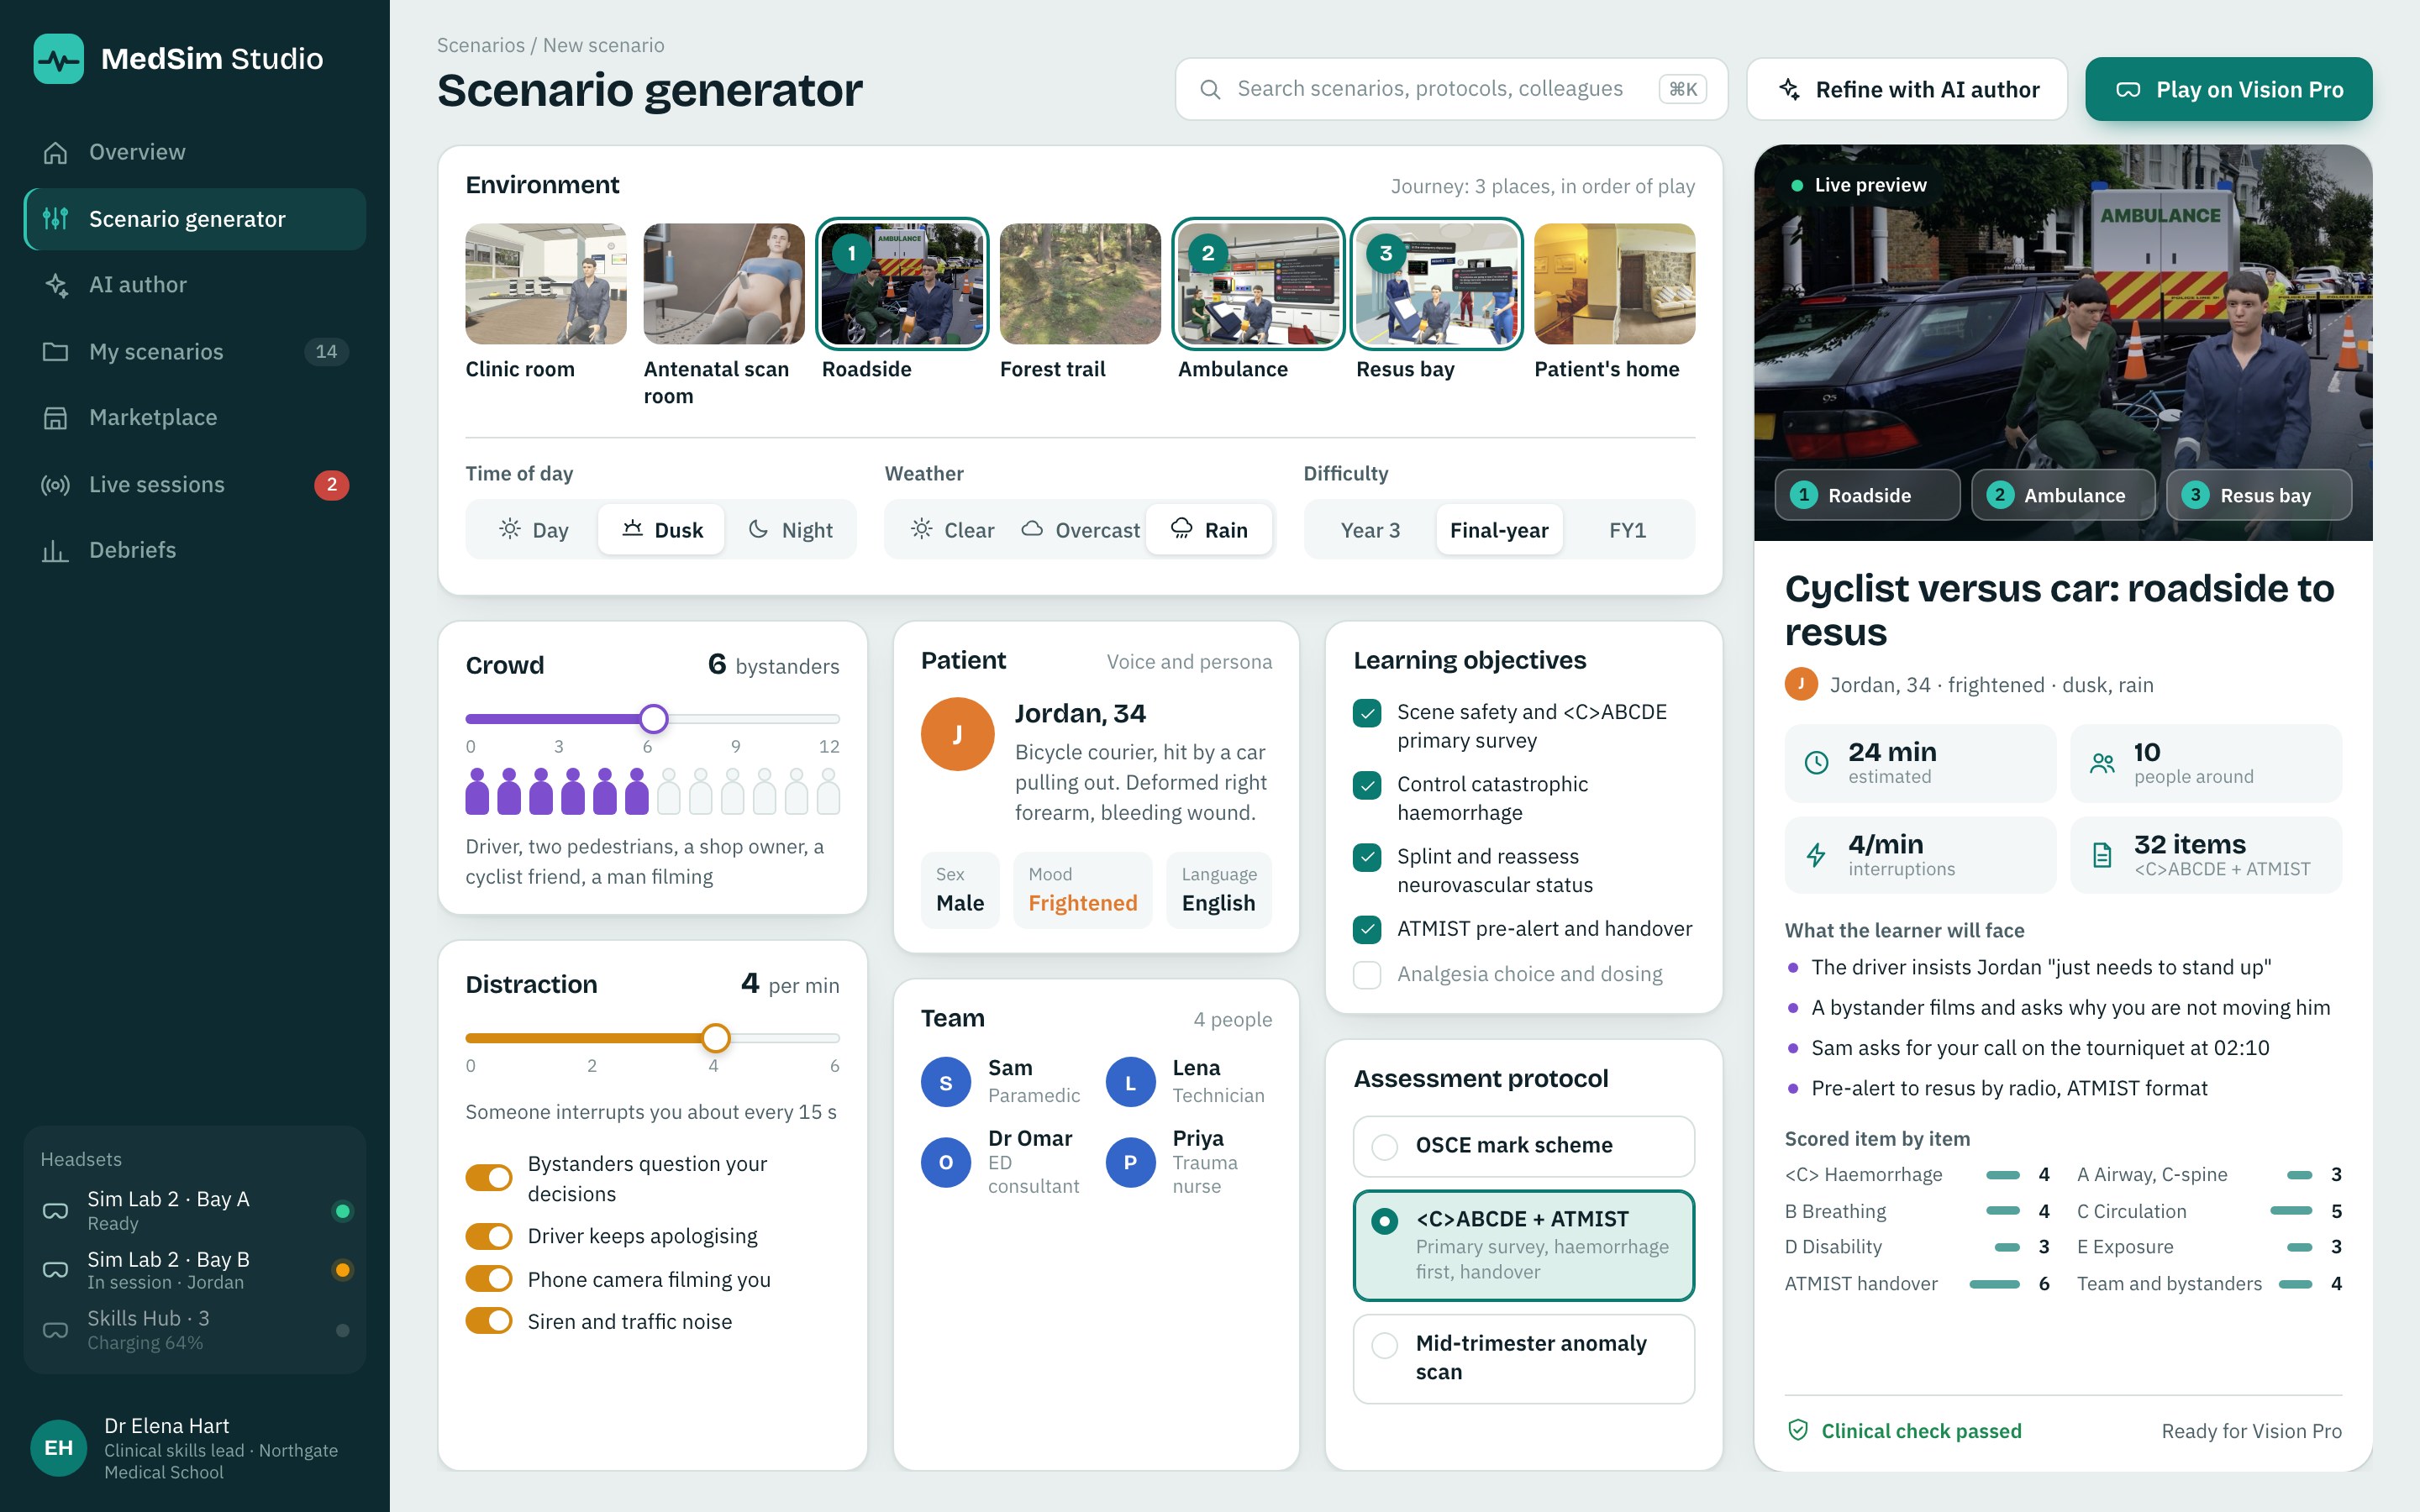 MedSim Studio
Overview
Scenario generator
AI author
My scenarios 14
Marketplace
Live sessions 2
Debriefs
Headsets
Sim Lab 2 · Bay A
Ready
Sim Lab 2 · Bay B
In session · Jordan
Skills Hub · 3
Charging 64%
EH
Dr Elena Hart
Clinical skills lead · Northgate
Medical School
Scenarios / New scenario
Scenario generator
Search scenarios, protocols, colleagues ⌘K
Refine with AI author
Play on Vision Pro
Environment
Journey: 3 places, in order of play
1
AMBULANCE
2
3
Clinic room
Antenatal scan
room
Roadside
Forest trail
Ambulance
Resus bay
Patient's home
Time of day
Day
Dusk
Night
Weather
Clear
Overcast
Rain
Difficulty
Year 3
Final-year
FY1
Crowd
6 bystanders
0 3 6 9 12
Driver, two pedestrians, a shop owner, a
cyclist friend, a man filming
Distraction
4 per min
0 2 4 6
Someone interrupts you about every 15 s
Bystanders question your
decisions
Driver keeps apologising
Phone camera filming you
Siren and traffic noise
Patient
Voice and persona
J
Jordan, 34
Bicycle courier, hit by a car
pulling out. Deformed right
forearm, bleeding wound.
Sex
Male
Mood
Frightened
Language
English
Team
4 people
S
Sam
Paramedic
L
Lena
Technician
O
Dr Omar
ED
consultant
P
Priya
Trauma
nurse
Learning objectives
Scene safety and <C>ABCDE
primary survey
Control catastrophic
haemorrhage
Splint and reassess
neurovascular status
ATMIST pre-alert and handover
Analgesia choice and dosing
Assessment protocol
OSCE mark scheme
<C>ABCDE + ATMIST
Primary survey, haemorrhage
first, handover
Mid-trimester anomaly
scan
Live preview
AMBULANCE
POLICE LINE
1 Roadside
2 Ambulance
3 Resus bay
Cyclist versus car: roadside to
resus
J
Jordan, 34 · frightened · dusk, rain
24 min
estimated
10
people around
4/min
interruptions
32 items
<C>ABCDE + ATMIST
What the learner will face
The driver insists Jordan "just needs to stand up"
A bystander films and asks why you are not moving him
Sam asks for your call on the tourniquet at 02:10
Pre-alert to resus by radio, ATMIST format
Scored item by item
<C> Haemorrhage 4
A Airway, C-spine 3
B Breathing 4
C Circulation 5
D Disability 3
E Exposure 3
ATMIST handover 6
Team and bystanders 4
Clinical check passed
Ready for Vision Pro